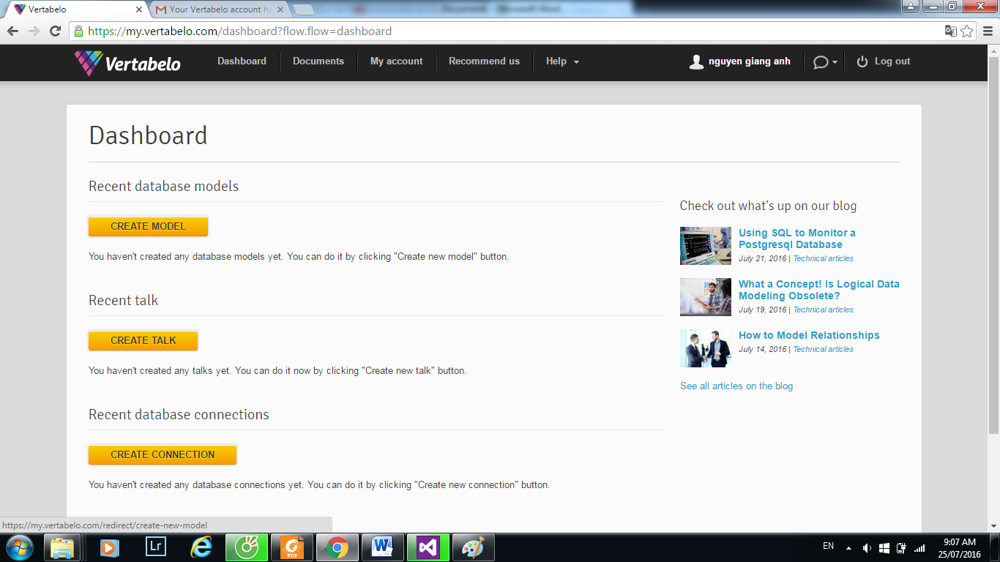 Vertabelo
Your Vertabelo account ha
https://my.vertabelo.com/dashboard?flow.flow=dashboard
Vertabelo
Dashboard
Documents
My account
Recommend us
Help
nguyen giang anh
Log out
Dashboard
Recent database models
CREATE MODEL
You haven't created any database models yet. You can do it by clicking "Create new model" button.
Recent talk
CREATE TALK
You haven't created any talks yet. You can do it now by clicking "Create new talk" button.
Recent database connections
CREATE CONNECTION
You haven't created any database connections yet. You can do it by clicking "Create new connection" button.
Check out what's up on our blog
Using SQL to Monitor a
Postgresql Database
July 21, 2016 | Technical articles
What a Concept! Is Logical Data
Modeling Obsolete?
July 19, 2016 | Technical articles
How to Model Relationships
July 14, 2016 | Technical articles
See all articles on the blog
https://my.vertabelo.com/redirect/create-new-model
Lr
PDF
EN
9:07 AM
25/07/2016